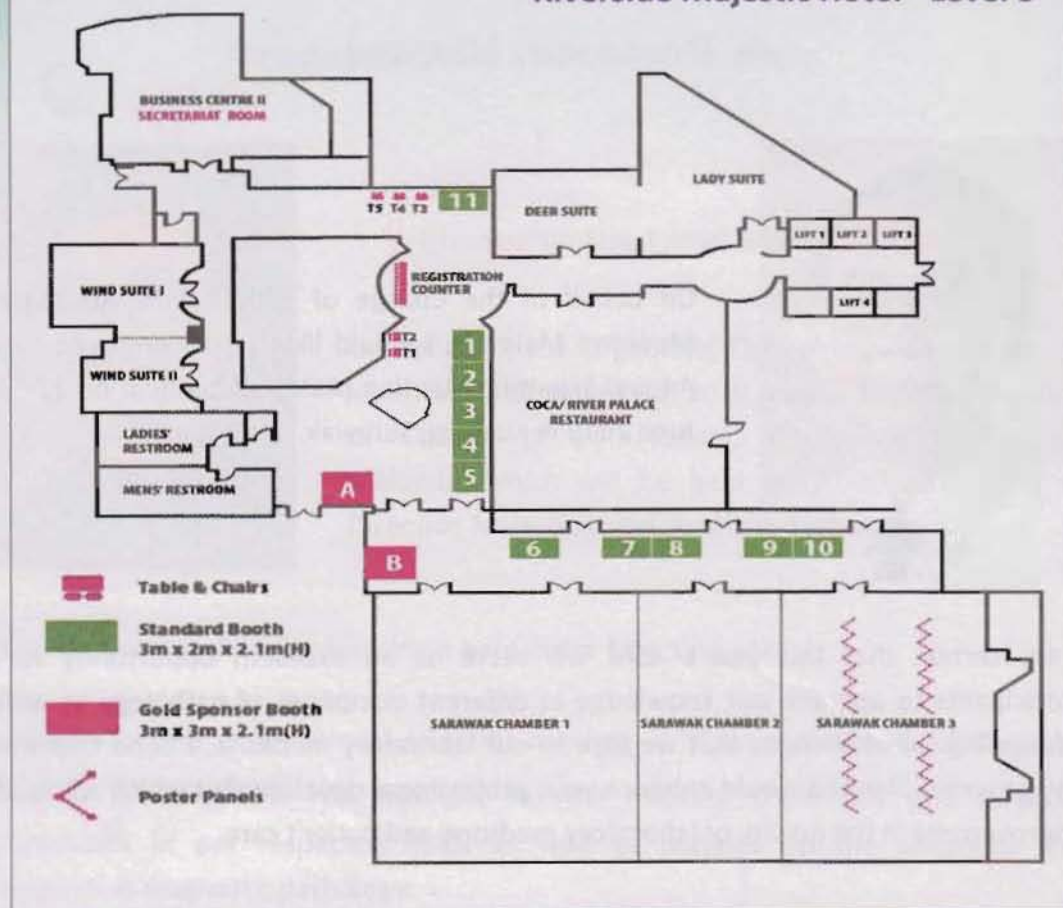 BUSINESS CENTRE II
SECRETARIAT ROOM
LADY SUITE
T5 T4 T3
11
DEER SUITE
LIFT 1 LIFT 2 LIFT 3
LIFT 4
WIND SUITE I
REGISTRATION
COUNTER
T2
T1
1
2
3
4
5
WIND SUITE II
COCA/ RIVER PALACE
RESTAURANT
LADIES'
RESTROOM
MENS' RESTROOM
A
B
6
7
8
9
10
Table & Chairs
Standard Booth
3m x 2m x 2.1m(H)
Gold Sponser Booth
3m x 3m x 2.1m(H)
Poster Panels
SARAWAK CHAMBER 1
SARAWAK CHAMBER 2
SARAWAK CHAMBER 3